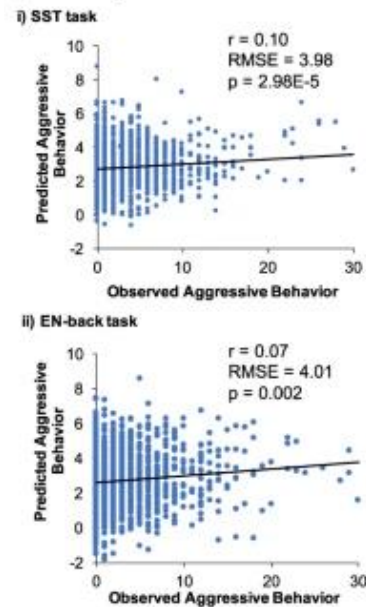 i) SST task
r = 0.10
RMSE = 3.98
p = 2.98E-5
Predicted Aggressive
Behavior
10
8
6
4
2
0
-2
0
10
20
30
Observed Aggressive Behavior
ii) EN-back task
r = 0.07
RMSE = 4.01
p = 0.002
Predicted Aggressive
Behavior
10
8
6
4
2
0
-2
0
10
20
30
Observed Aggressive Behavior